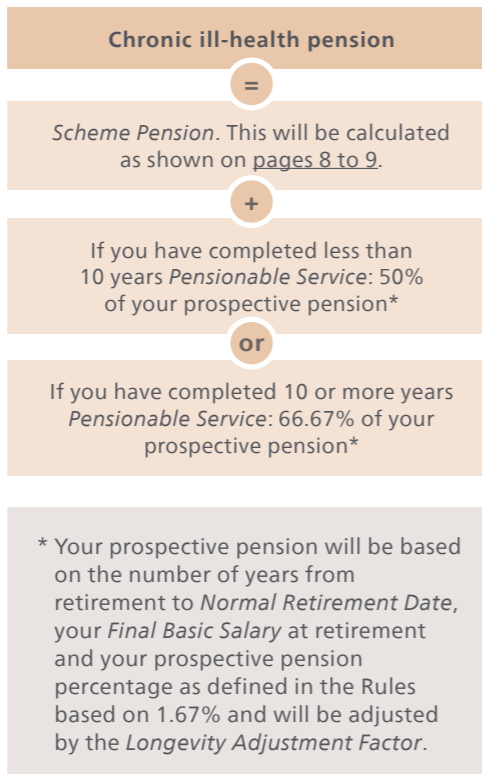 Chronic ill-health pension
=
Scheme Pension. This will be calculated
as shown on pages 8 to 9.
+
If you have completed less than
10 years Pensionable Service: 50%
of your prospective pension*
or
If you have completed 10 or more years
Pensionable Service: 66.67% of your
prospective pension*
* Your prospective pension will be based
on the number of years from
retirement to Normal Retirement Date,
your Final Basic Salary at retirement
and your prospective pension
percentage as defined in the Rules
based on 1.67% and will be adjusted
by the Longevity Adjustment Factor.